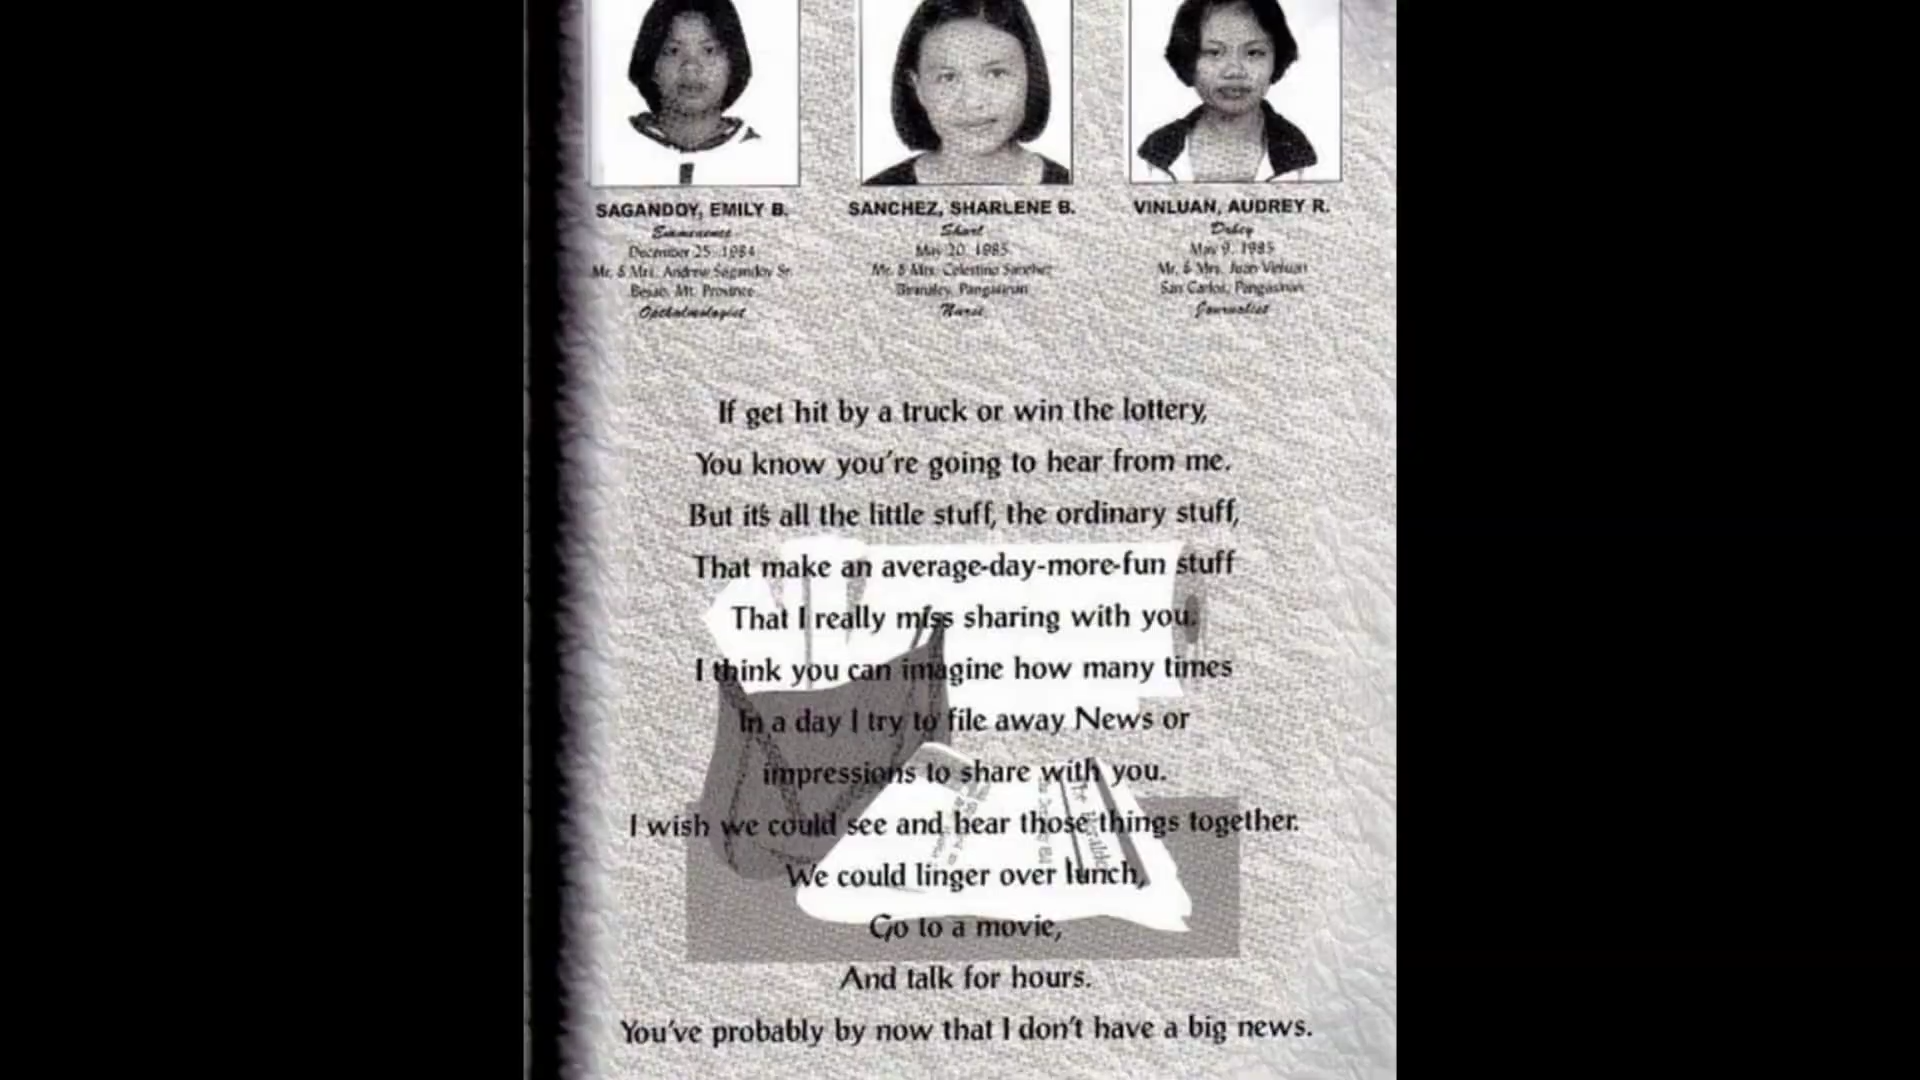 SAGANDOY, EMILY B.
December 25, 1984
Mr. & Mrs. Andrew Sagandoy Sr.
Besao, Mt. Province
Opthalmologist
SANCHEZ, SHARLENE B.
May 20, 1985
Mr. & Mrs. Celestino Sanchez
Pangasinan
Nurse
VINLUAN, AUDREY R.
May 9, 1985
Mr. & Mrs. Juan Vinluan
San Carlos, Pangasinan
Journalist
If get hit by a truck or win the lottery,
You know you're going to hear from me.
But it's all the little stuff, the ordinary stuff,
That make an average-day-more-fun stuff
That I really miss sharing with you.
I think you can imagine how many times
In a day I try to file away News or
impressions to share with you.
I wish we could see and hear those things together.
We could linger over lunch,
Go to a movie,
And talk for hours.
You've probably by now that I don't have a big news.